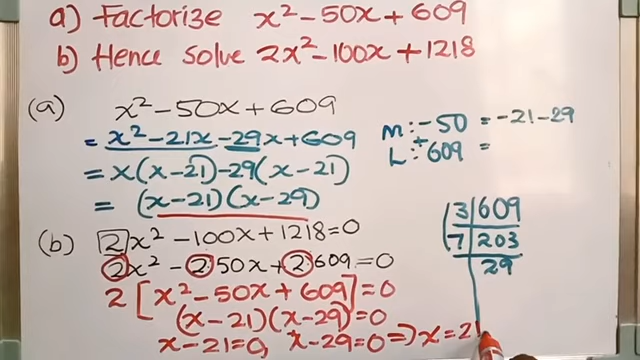 a) Factorize x² - 50x + 609
b) Hence solve 2x² - 100x + 1218
(a) x² - 50x + 609
= x² - 21x - 29x + 609
= x(x - 21) - 29(x - 21)
= (x - 21)(x - 29)
M: -50 = -21 - 29
+
L: 609 =
3 | 609
7 | 203
29
(b) 2x² - 100x + 1218 = 0
2x² - 2 50x + 2 609 = 0
2 [x² - 50x + 609] = 0
(x - 21)(x - 29) = 0
x - 21 = 0, x - 29 = 0 => x = 21